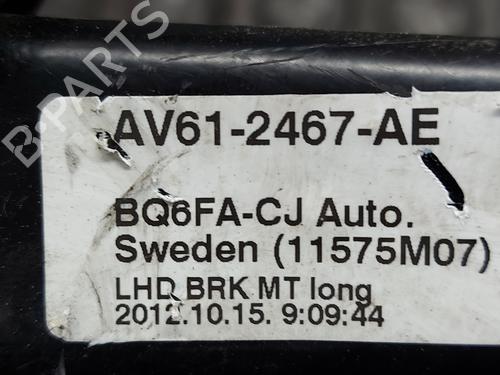 B-PARTS
AV61-2467-AE
BQ6FA-CJ Auto.
Sweden (11575M07)
LHD BRK MT long
2012.10.15. 9:09:44